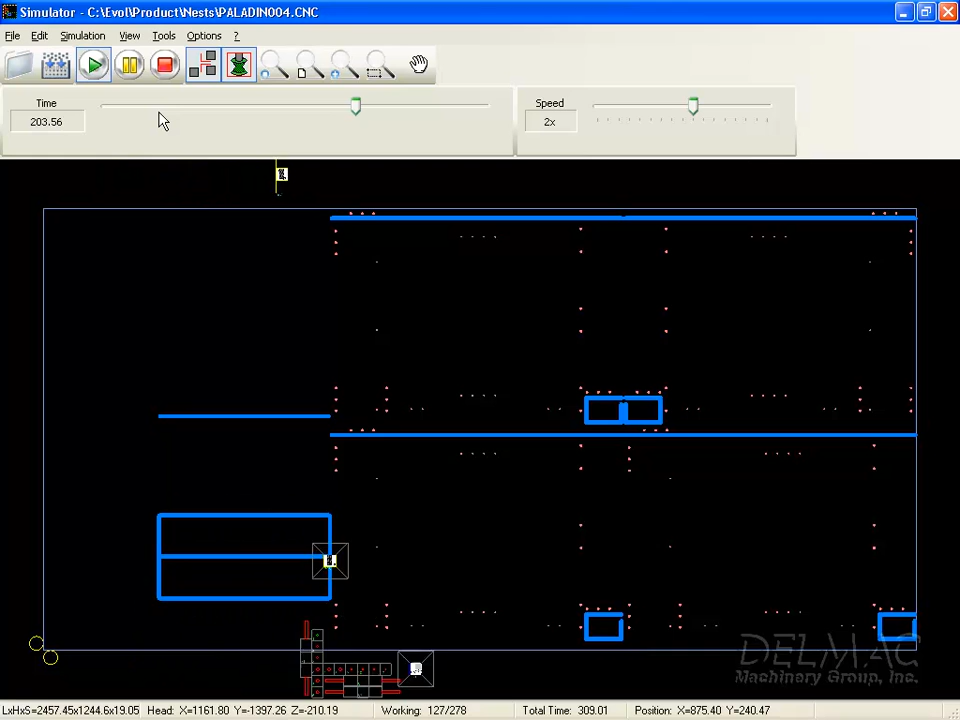 Simulator - C:\Evol\Product\Nests\PALADIN004.CNC
File Edit Simulation View Tools Options ?
Time
203.56
Speed
2x
DELMAC
Machinery Group, Inc.
LxHxS=2457.45x1244.6x19.05 Head: X=1161.80 Y=-1397.26 Z=-210.19 Working: 127/278 Total Time: 309.01 Position: X=875.40 Y=240.47